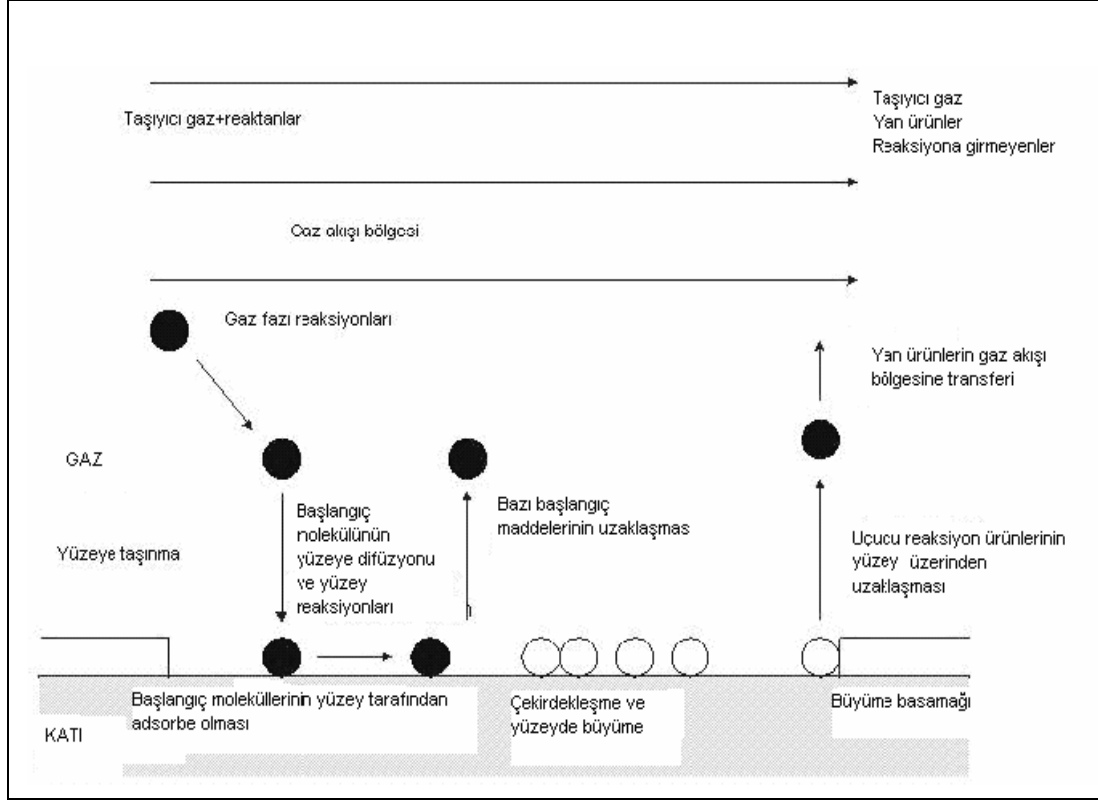 Taşıyıcı gaz+reaktanlar
Taşıyıcı gaz
Yan ürünler
Reaksiyona girmeyenler
Gaz akışı bölgesi
Gaz fazı reaksiyonları
Yan ürünlerin gaz akışı
bölgesine transferi
GAZ
Başlangıç
molekülünün
yüzeye difüzyonu
ve yüzey
reaksiyonları
Bazı başlangıç
maddelerinin uzaklaşmas
Uçucu reaksiyon ürünlerinin
yüzey üzerinden
uzaklaşması
Yüzeye taşınma
Başlangıç moleküllerinin yüzey tarafından
adsorbe olması
Çekirdekleşme ve
yüzeyde büyüme
Büyüme basamağı
KATI